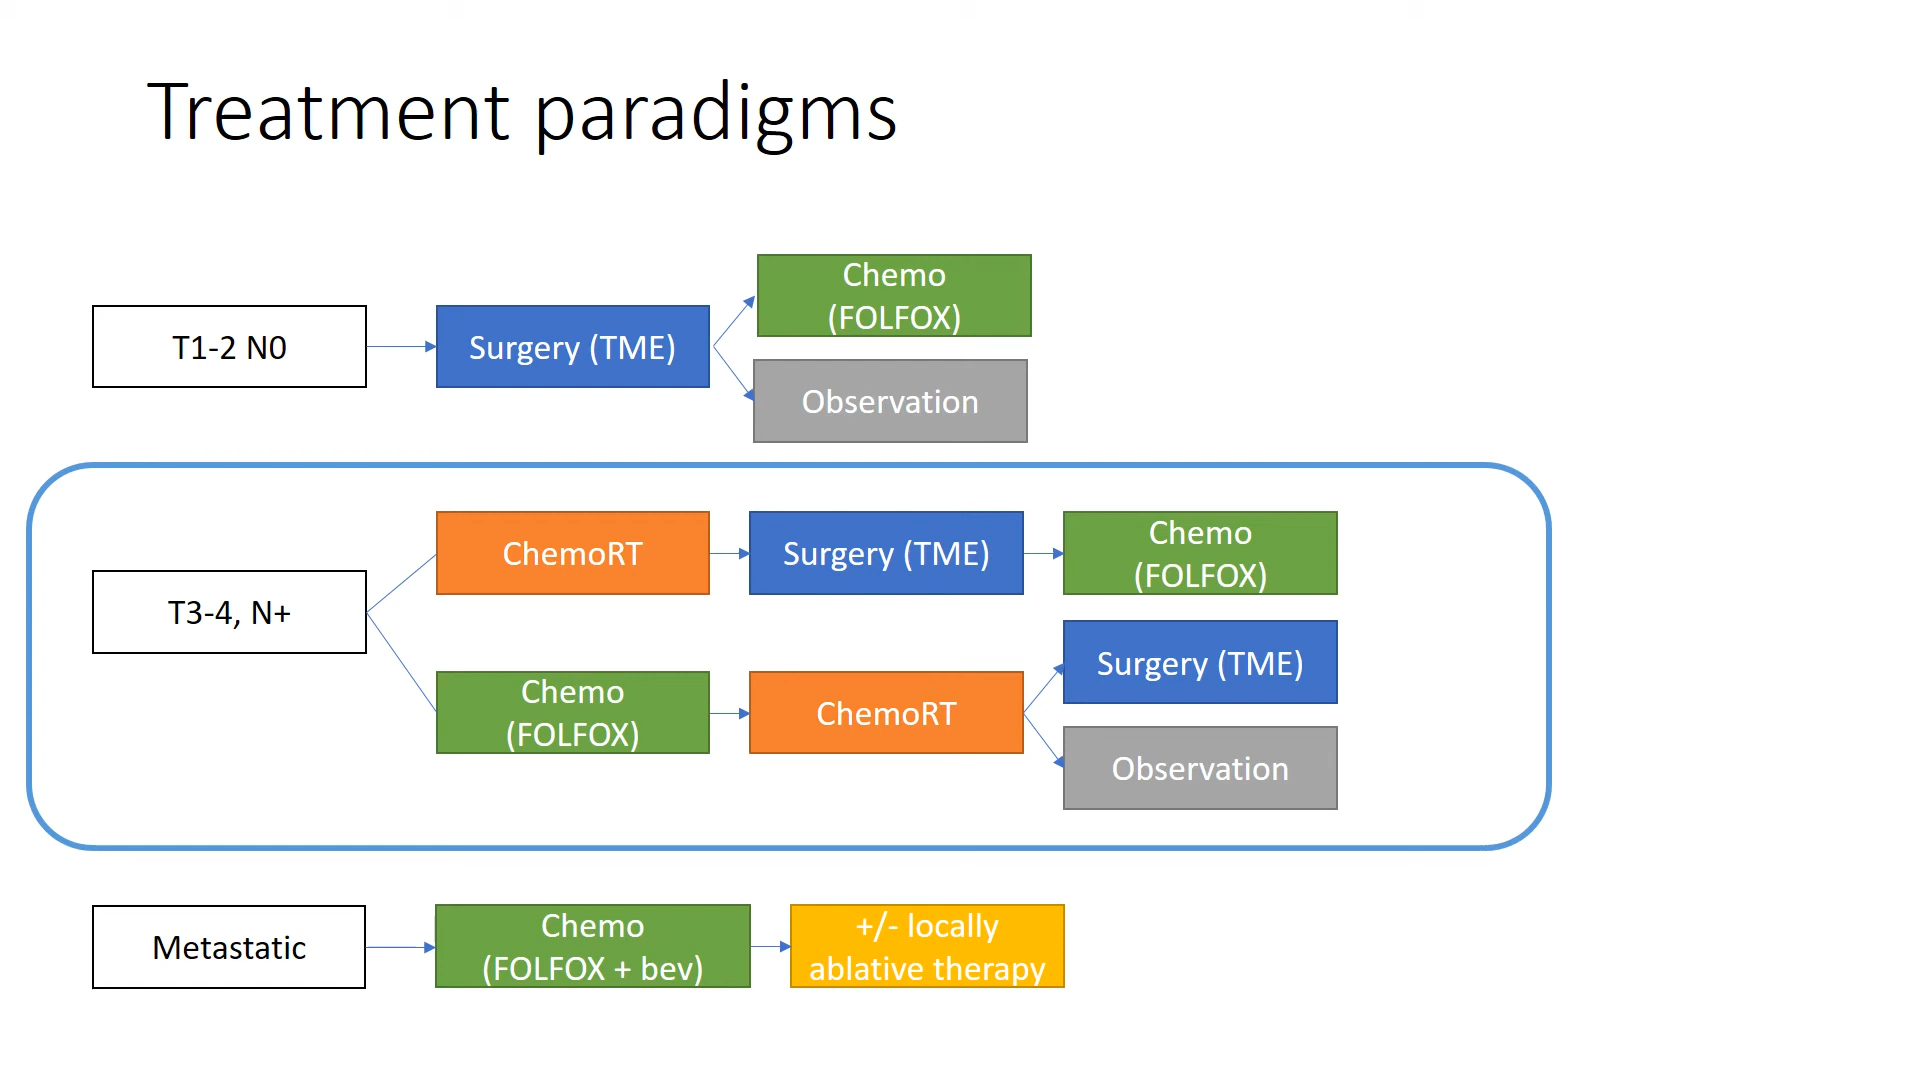 Treatment paradigms
T1-2 N0
Surgery (TME)
Chemo
(FOLFOX)
Observation
T3-4, N+
ChemoRT
Surgery (TME)
Chemo
(FOLFOX)
Chemo
(FOLFOX)
ChemoRT
Surgery (TME)
Observation
Metastatic
Chemo
(FOLFOX + bev)
+/- locally
ablative therapy